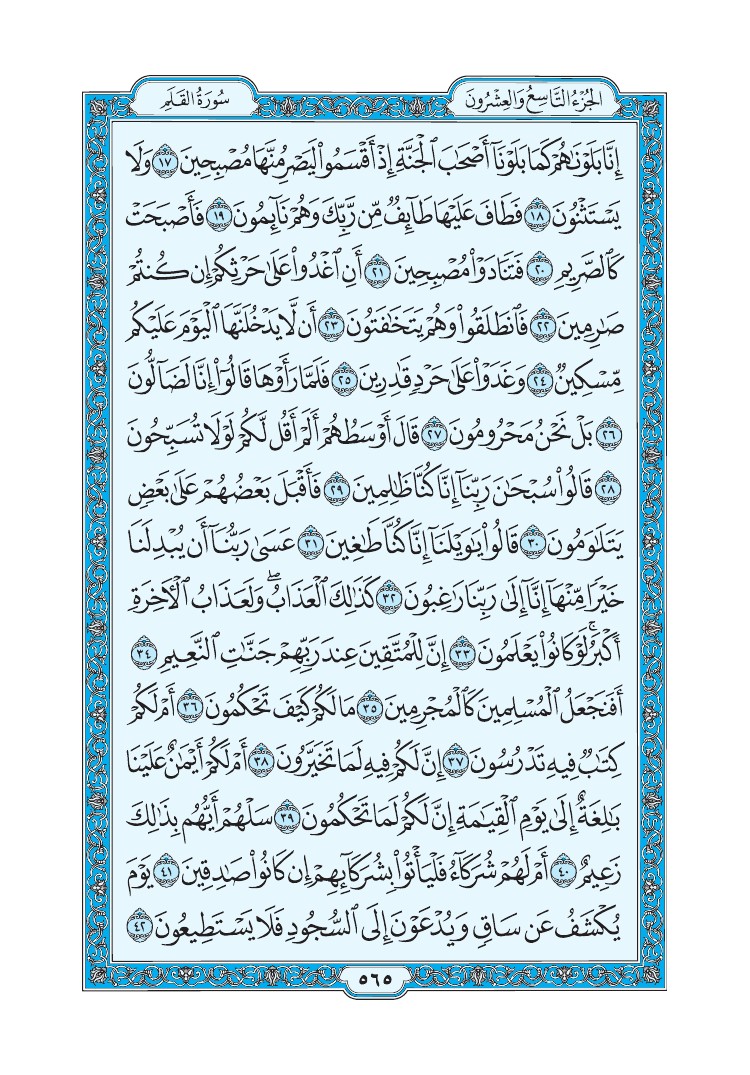 سُورَةُ القَلَمِ
الجُزْءُ التَّاسِعُ وَالعِشْرُونَ
إِنَّا بَلَوْنَٰهُمْ كَمَا بَلَوْنَآ أَصْحَٰبَ ٱلْجَنَّةِ إِذْ أَقْسَمُواْ لَيَصْرِمُنَّهَا مُصْبِحِينَ ١٧ وَلَا
يَسْتَثْنُونَ ١٨ فَطَافَ عَلَيْهَا طَآئِفٌ مِّن رَّبِّكَ وَهُمْ نَآئِمُونَ ١٩ فَأَصْبَحَتْ
كَٱلصَّرِيمِ ٢٠ فَتَنَادَوْاْ مُصْبِحِينَ ٢١ أَنِ ٱغْدُواْ عَلَىٰ حَرْثِكُمْ إِن كُنتُمْ
صَٰرِمِينَ ٢٢ فَٱنطَلَقُواْ وَهُمْ يَتَخَٰفَتُونَ ٢٣ أَن لَّا يَدْخُلَنَّهَا ٱلْيَوْمَ عَلَيْكُم
مِّسْكِينٌ ٢٤ وَغَدَوْاْ عَلَىٰ حَرْدٍ قَٰدِرِينَ ٢٥ فَلَمَّا رَأَوْهَا قَالُوٓاْ إِنَّا لَضَآلُّونَ
٢٦ بَلْ نَحْنُ مَحْرُومُونَ ٢٧ قَالَ أَوْسَطُهُمْ أَلَمْ أَقُل لَّكُمْ لَوْلَا تُسَبِّحُونَ
٢٨ قَالُواْ سُبْحَٰنَ رَبِّنَآ إِنَّا كُنَّا ظَٰلِمِينَ ٢٩ فَأَقْبَلَ بَعْضُهُمْ عَلَىٰ بَعْضٍ
يَتَلَٰوَمُونَ ٣٠ قَالُواْ يَٰوَيْلَنَآ إِنَّا كُنَّا طَٰغِينَ ٣١ عَسَىٰ رَبُّنَآ أَن يُبْدِلَنَا
خَيْرًا مِّنْهَآ إِنَّآ إِلَىٰ رَبِّنَا رَٰغِبُونَ ٣٢ كَذَٰلِكَ ٱلْعَذَابُۖ وَلَعَذَابُ ٱلْأٓخِرَةِ
أَكْبَرُۚ لَوْ كَانُواْ يَعْلَمُونَ ٣٣ إِنَّ لِلْمُتَّقِينَ عِندَ رَبِّهِمْ جَنَّٰتِ ٱلنَّعِيمِ ٣٤
أَفَنَجْعَلُ ٱلْمُسْلِمِينَ كَٱلْمُجْرِمِينَ ٣٥ مَا لَكُمْ كَيْفَ تَحْكُمُونَ ٣٦ أَمْ لَكُمْ
كِتَٰبٌ فِيهِ تَدْرُسُونَ ٣٧ إِنَّ لَكُمْ فِيهِ لَمَا تَخَيَّرُونَ ٣٨ أَمْ لَكُمْ أَيْمَٰنٌ عَلَيْنَا
بَٰلِغَةٌ إِلَىٰ يَوْمِ ٱلْقِيَٰمَةِ إِنَّ لَكُمْ لَمَا تَحْكُمُونَ ٣٩ سَلْهُمْ أَيُّهُم بِذَٰلِكَ
زَعِيمٌ ٤٠ أَمْ لَهُمْ شُرَكَآءُ فَلْيَأْتُواْ بِشُرَكَآئِهِمْ إِن كَانُواْ صَٰدِقِينَ ٤١ يَوْمَ
يُكْشَفُ عَن سَاقٍ وَيُدْعَوْنَ إِلَى ٱلسُّجُودِ فَلَا يَسْتَطِيعُونَ ٤٢
٥٦٥